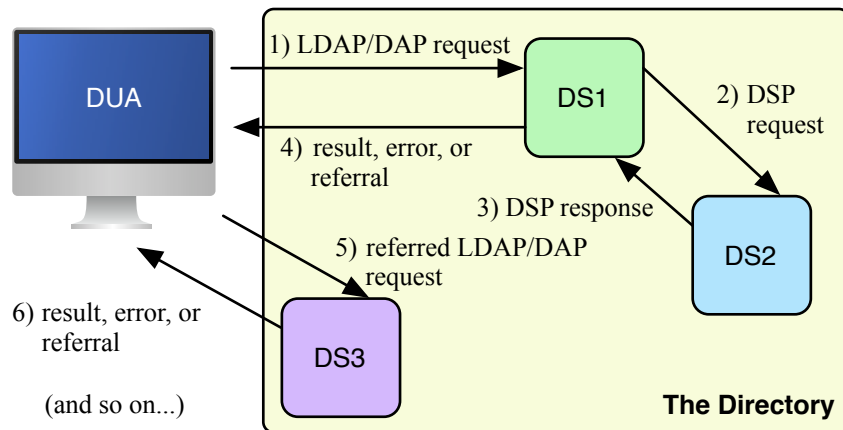 DUA
1) LDAP/DAP request
DS1
2) DSP
request
4) result, error, or
referral
3) DSP response
DS2
5) referred LDAP/DAP
request
6) result, error, or
referral
DS3
(and so on...)
The Directory